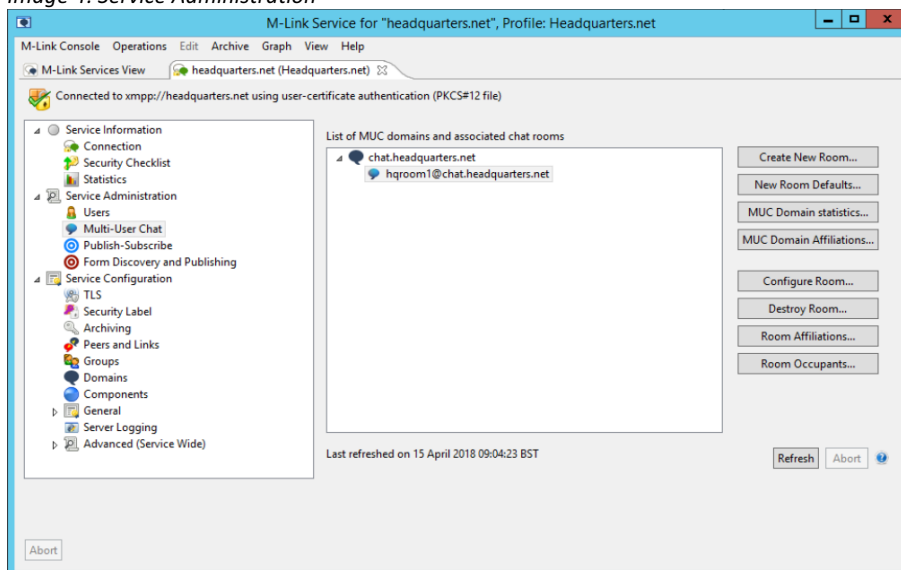 Image 4: Service Administration
M-Link Service for "headquarters.net", Profile: Headquarters.net
M-Link Console Operations Edit Archive Graph View Help
M-Link Services View headquarters.net (Headquarters.net)
Connected to xmpp://headquarters.net using user-certificate authentication (PKCS#12 file)
Service Information
Connection
Security Checklist
Statistics
Service Administration
Users
Multi-User Chat
Publish-Subscribe
Form Discovery and Publishing
Service Configuration
TLS
Security Label
Archiving
Peers and Links
Groups
Domains
Components
General
Server Logging
Advanced (Service Wide)
List of MUC domains and associated chat rooms
chat.headquarters.net
hqroom1@chat.headquarters.net
Create New Room...
New Room Defaults...
MUC Domain statistics...
MUC Domain Affiliations...
Configure Room...
Destroy Room...
Room Affiliations...
Room Occupants...
Last refreshed on 15 April 2018 09:04:23 BST
Refresh Abort
Abort